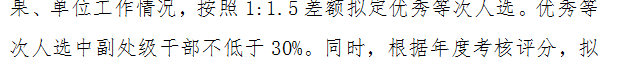 果、单位工作情况，按照 1:1.5 差额拟定优秀等次人选。优秀等
次人选中副处级干部不低于 30%。同时，根据年度考核评分，拟